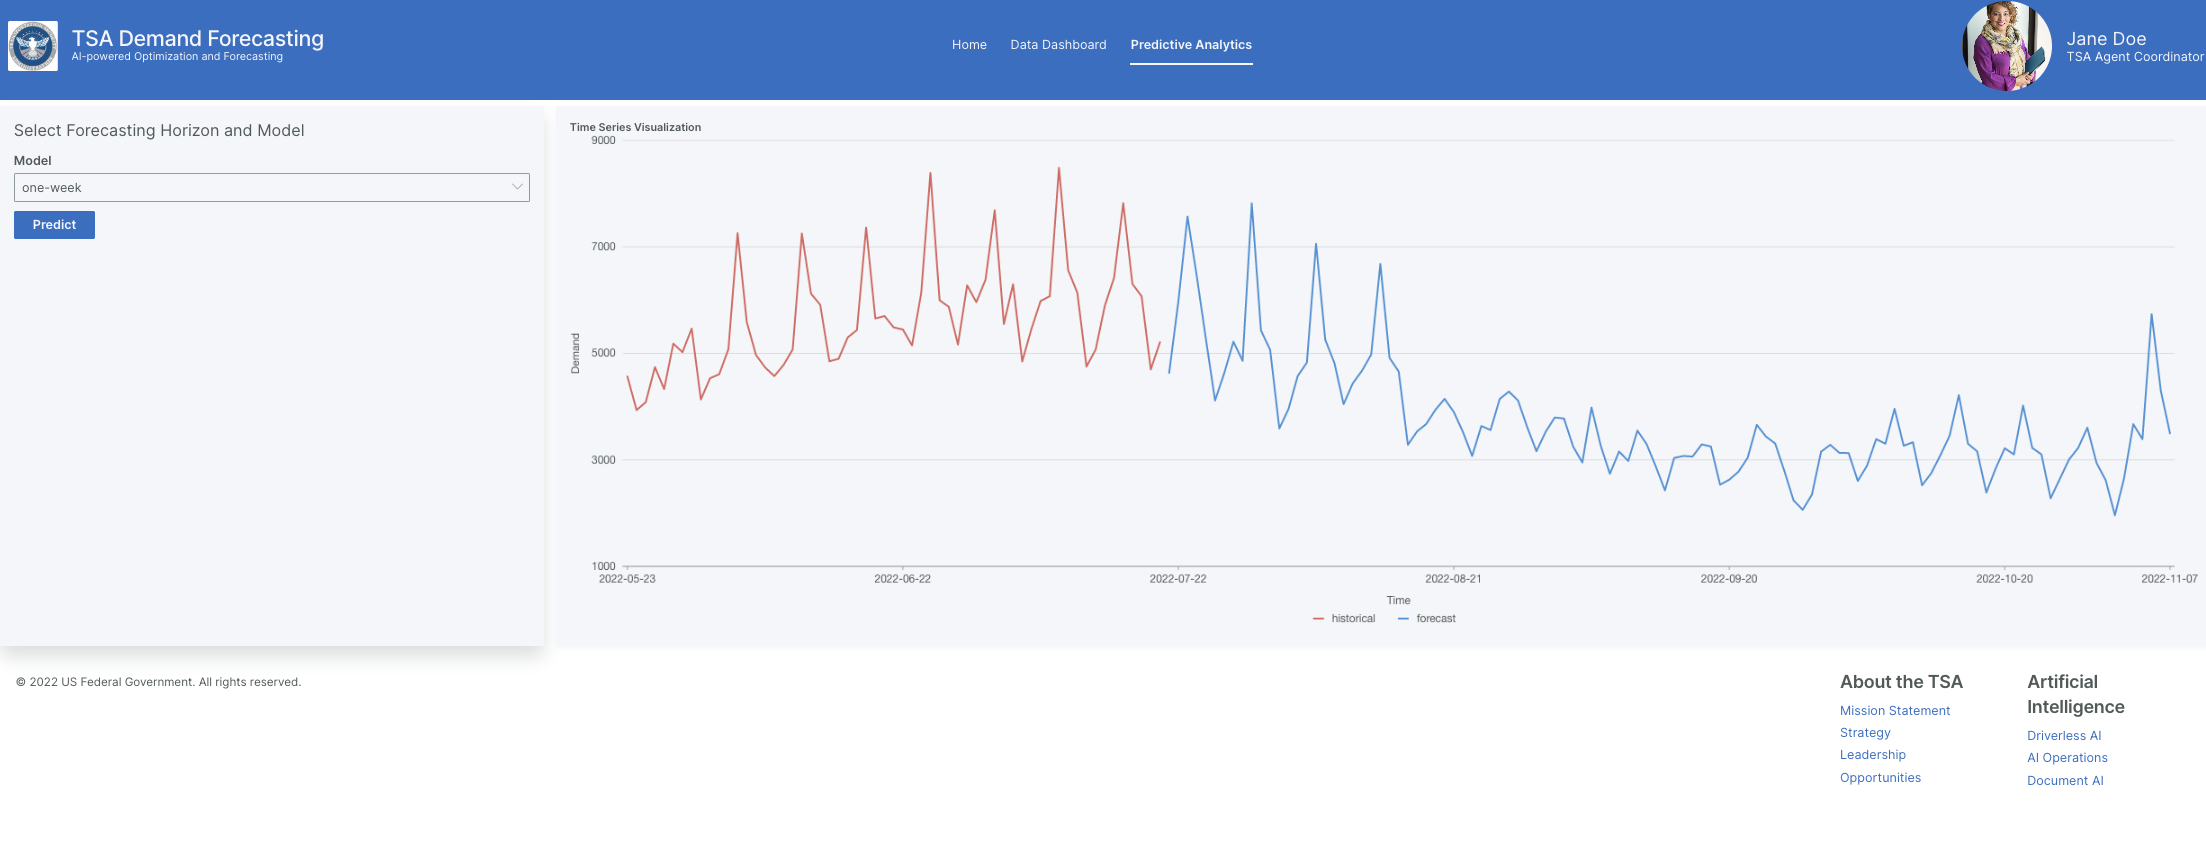 TSA Demand Forecasting
AI-powered Optimization and Forecasting
Home
Data Dashboard
Predictive Analytics
Jane Doe
TSA Agent Coordinator
Select Forecasting Horizon and Model
Model
one-week
Predict
Time Series Visualization
9000
7000
5000
3000
1000
Demand
2022-05-23
2022-06-22
2022-07-22
2022-08-21
2022-09-20
2022-10-20
2022-11-07
Time
historical
forecast
© 2022 US Federal Government. All rights reserved.
About the TSA
Mission Statement
Strategy
Leadership
Opportunities
Artificial
Intelligence
Driverless AI
AI Operations
Document AI